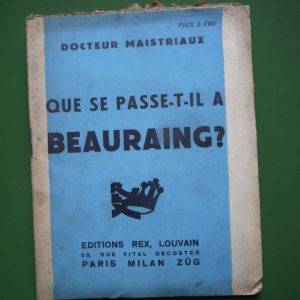 PRIX 3 FRS
DOCTEUR MAISTRIAUX
QUE SE PASSE-T-IL A
BEAURAING?
REX
EDITIONS REX, LOUVAIN
52, RUE VITAL DECOSTER
PARIS MILAN ZÜG